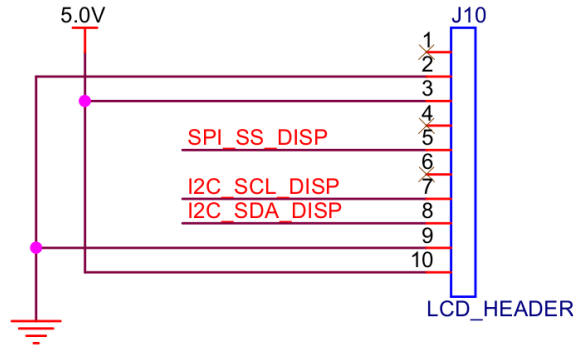 5.0V
J10
1
2
3
4
SPI_SS_DISP 5
6
I2C_SCL_DISP 7
I2C_SDA_DISP 8
9
10
LCD_HEADER